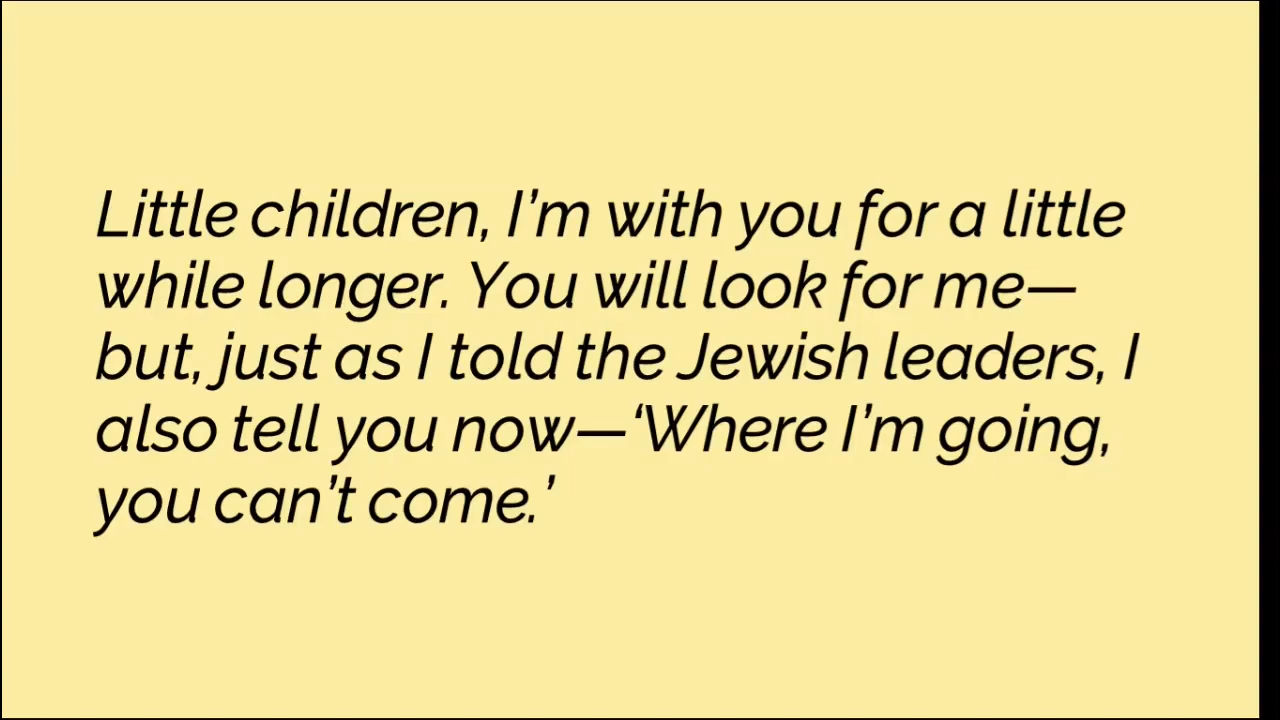 Little children, I’m with you for a little
while longer. You will look for me—
but, just as I told the Jewish leaders, I
also tell you now—‘Where I’m going,
you can’t come.’